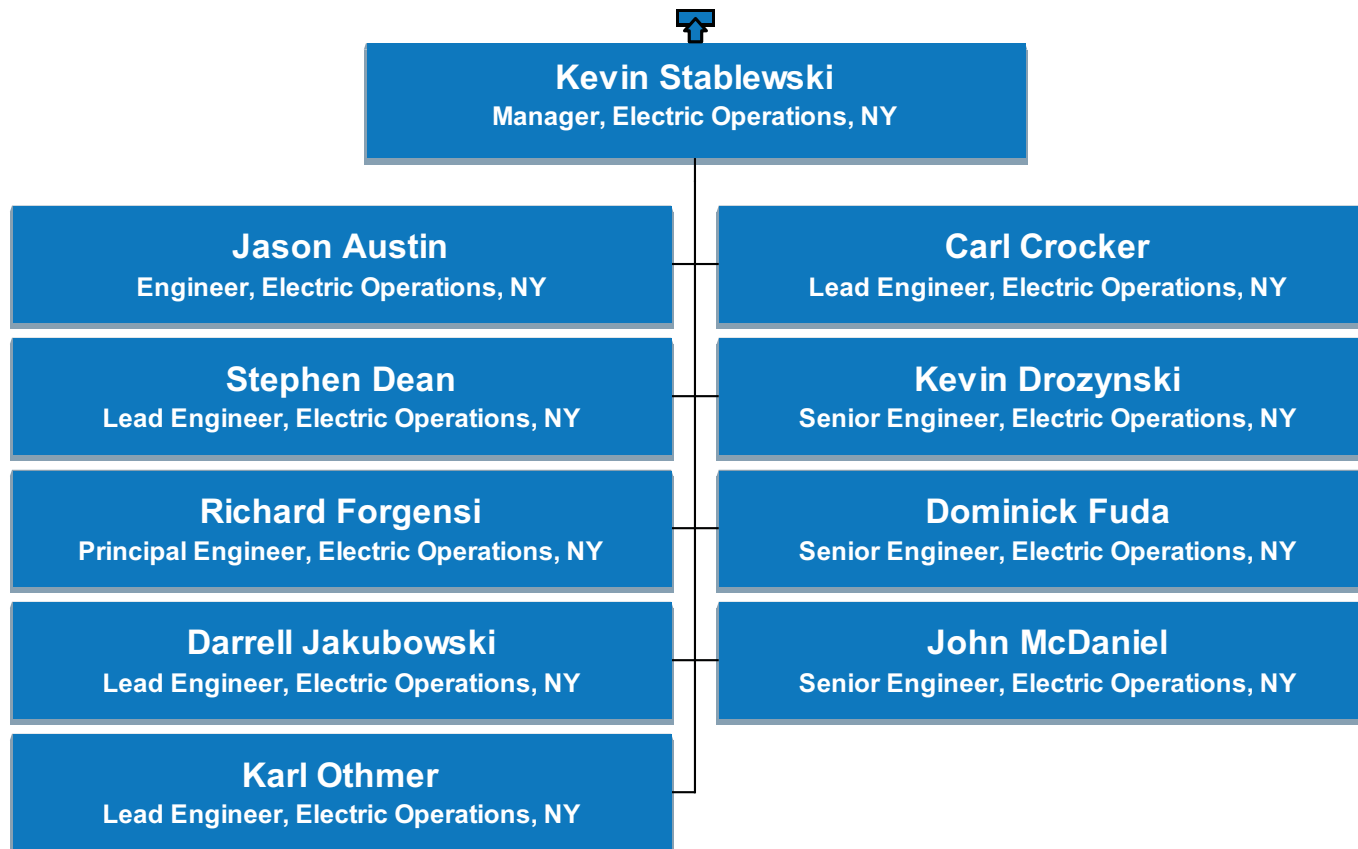 Kevin Stablewski
Manager, Electric Operations, NY
Jason Austin
Engineer, Electric Operations, NY
Carl Crocker
Lead Engineer, Electric Operations, NY
Stephen Dean
Lead Engineer, Electric Operations, NY
Kevin Drozynski
Senior Engineer, Electric Operations, NY
Richard Forgensi
Principal Engineer, Electric Operations, NY
Dominick Fuda
Senior Engineer, Electric Operations, NY
Darrell Jakubowski
Lead Engineer, Electric Operations, NY
John McDaniel
Senior Engineer, Electric Operations, NY
Karl Othmer
Lead Engineer, Electric Operations, NY